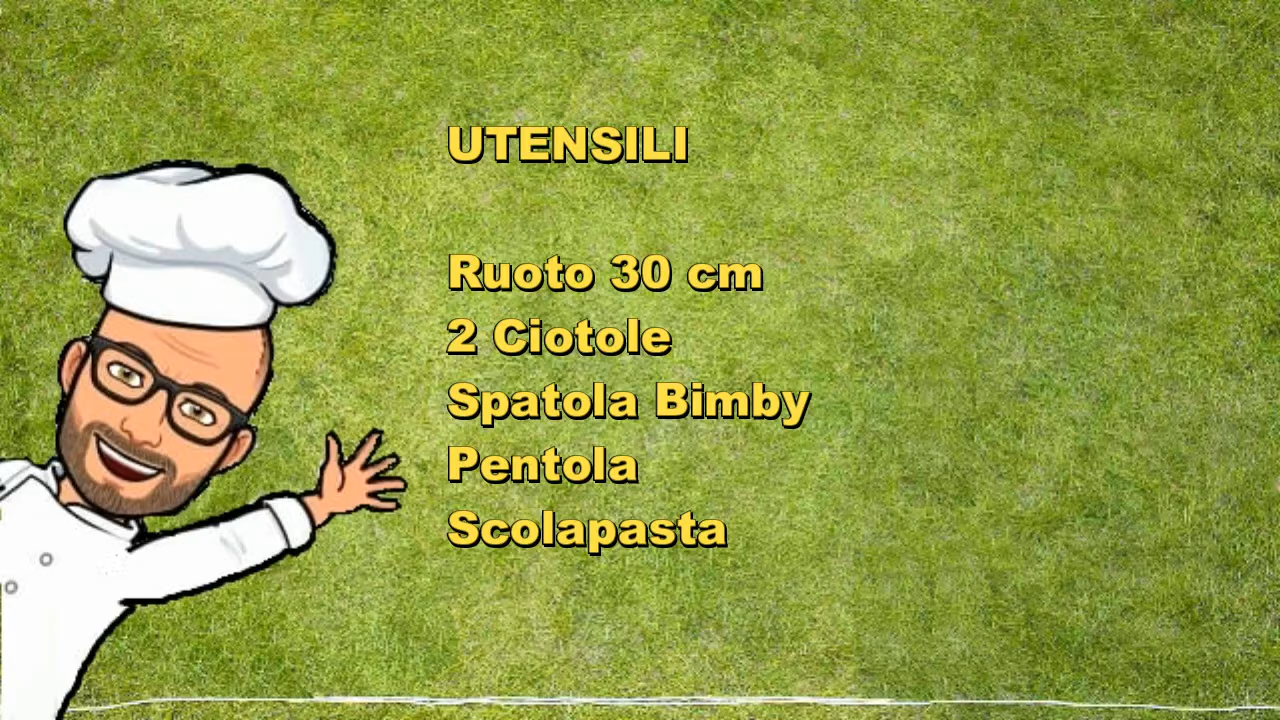 UTENSILI
Ruoto 30 cm
2 Ciotole
Spatola Bimby
Pentola
Scolapasta